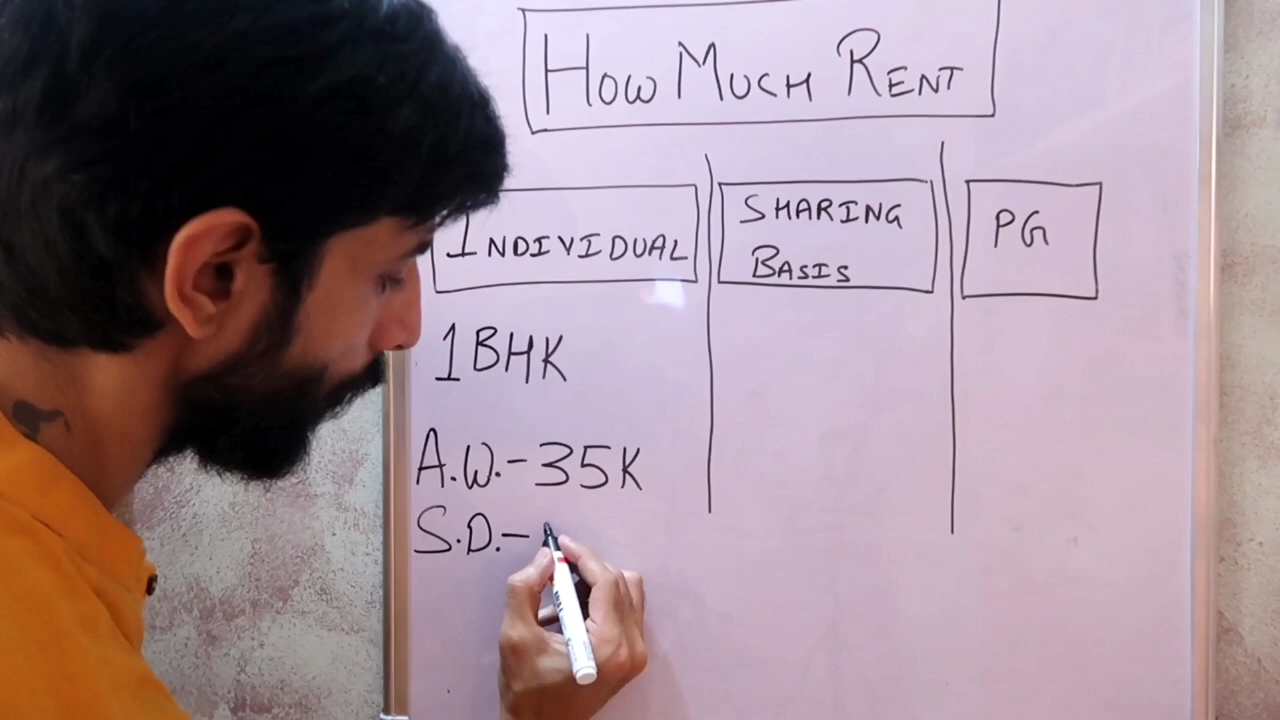 HOW MUCH RENT
INDIVIDUAL
SHARING
BASIS
PG
1BHK
A.W.-35K
S.D.-